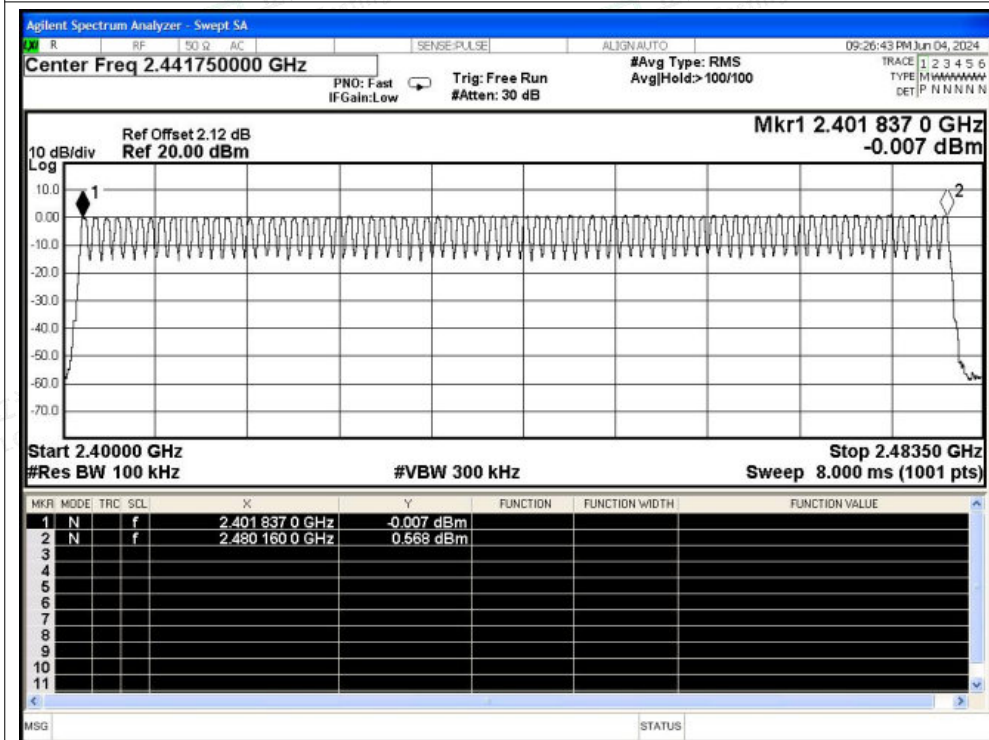 Agilent Spectrum Analyzer - Swept SA
LXI R RF 50 Ω AC SENSE:PULSE ALIGN AUTO 09:26:43 PM Jun 04, 2024
Center Freq 2.441750000 GHz
PNO: Fast
IFGain:Low
Trig: Free Run
#Atten: 30 dB
#Avg Type: RMS
Avg|Hold:>100/100
TRACE 1 2 3 4 5 6
TYPE M WWWWW
DET P N N N N N
Mkr1 2.401 837 0 GHz
-0.007 dBm
Ref Offset 2.12 dB
10 dB/div Ref 20.00 dBm
Log
1
2
10.0
0.00
-10.0
-20.0
-30.0
-40.0
-50.0
-60.0
-70.0
Start 2.40000 GHz Stop 2.48350 GHz
#Res BW 100 kHz #VBW 300 kHz Sweep 8.000 ms (1001 pts)
MKR MODE TRC SCL X Y FUNCTION FUNCTION WIDTH FUNCTION VALUE
1 N f 2.401 837 0 GHz -0.007 dBm
2 N f 2.480 160 0 GHz 0.568 dBm
3
4
5
6
7
8
9
10
11
MSG STATUS